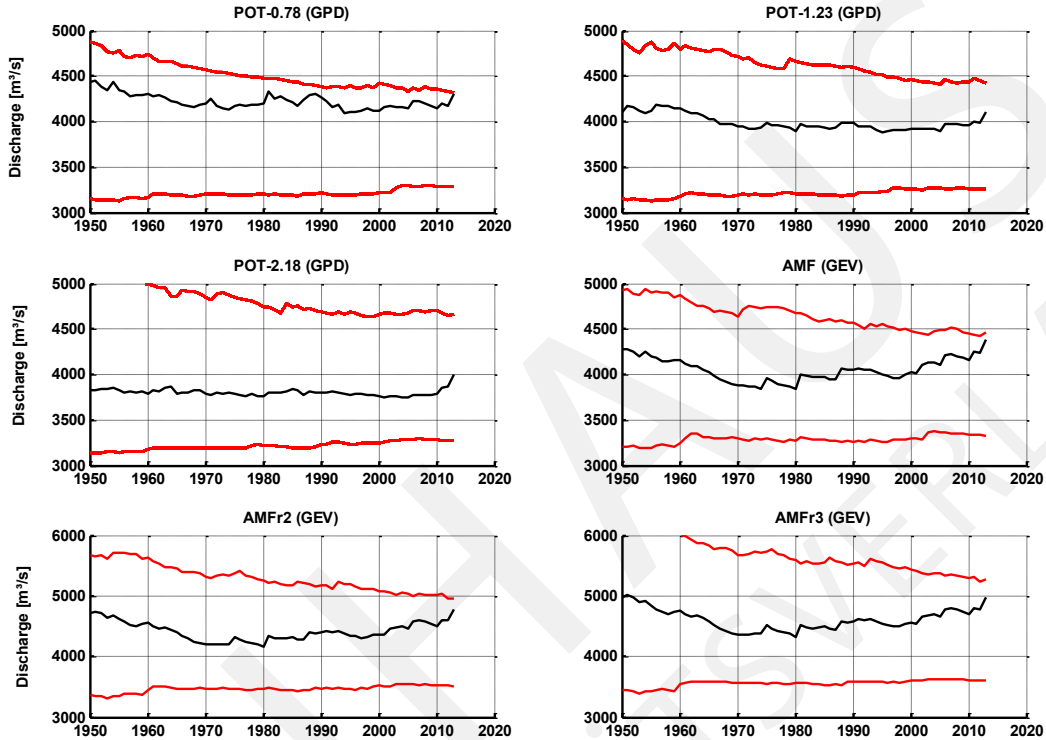 POT-0.78 (GPD) POT-1.23 (GPD)
5000 5000
4500 4500
4000 4000
3500 3500
3000 3000
Discharge [m³/s]
1950 1960 1970 1980 1990 2000 2010 2020 1950 1960 1970 1980 1990 2000 2010 2020
POT-2.18 (GPD) AMF (GEV)
5000 5000
4500 4500
4000 4000
3500 3500
3000 3000
Discharge [m³/s]
1950 1960 1970 1980 1990 2000 2010 2020 1950 1960 1970 1980 1990 2000 2010 2020
AMFr2 (GEV) AMFr3 (GEV)
6000 6000
5000 5000
4000 4000
3000 3000
Discharge [m³/s]
1950 1960 1970 1980 1990 2000 2010 2020 1950 1960 1970 1980 1990 2000 2010 2020